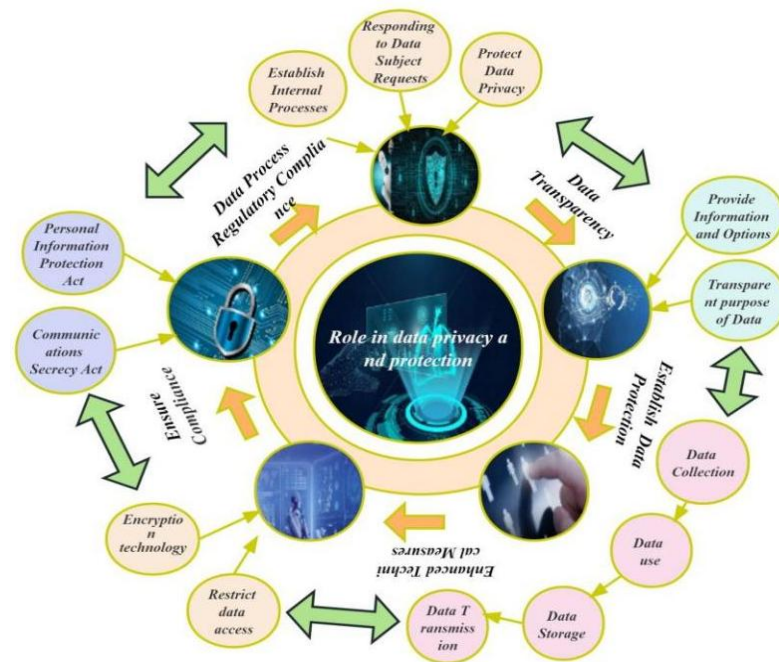 Responding
to Data
Subject
Requests
Protect
Data
Privacy
Establish
Internal
Processes
Data Process
Regulatory Complia
nce
Data
Transparency
Personal
Information
Protection
Act
Provide
Information
and Options
Transpare
nt purpose
of Data
Communic
ations
Secrecy Act
Role in data privacy a
nd protection
Ensure
Compliance
Establish Data
Protection
Data
Collection
Encryptio
n
technology
Data
use
Enhanced Techni
cal Measures
Restrict
data
access
Data T
ransmiss
ion
Data
Storage